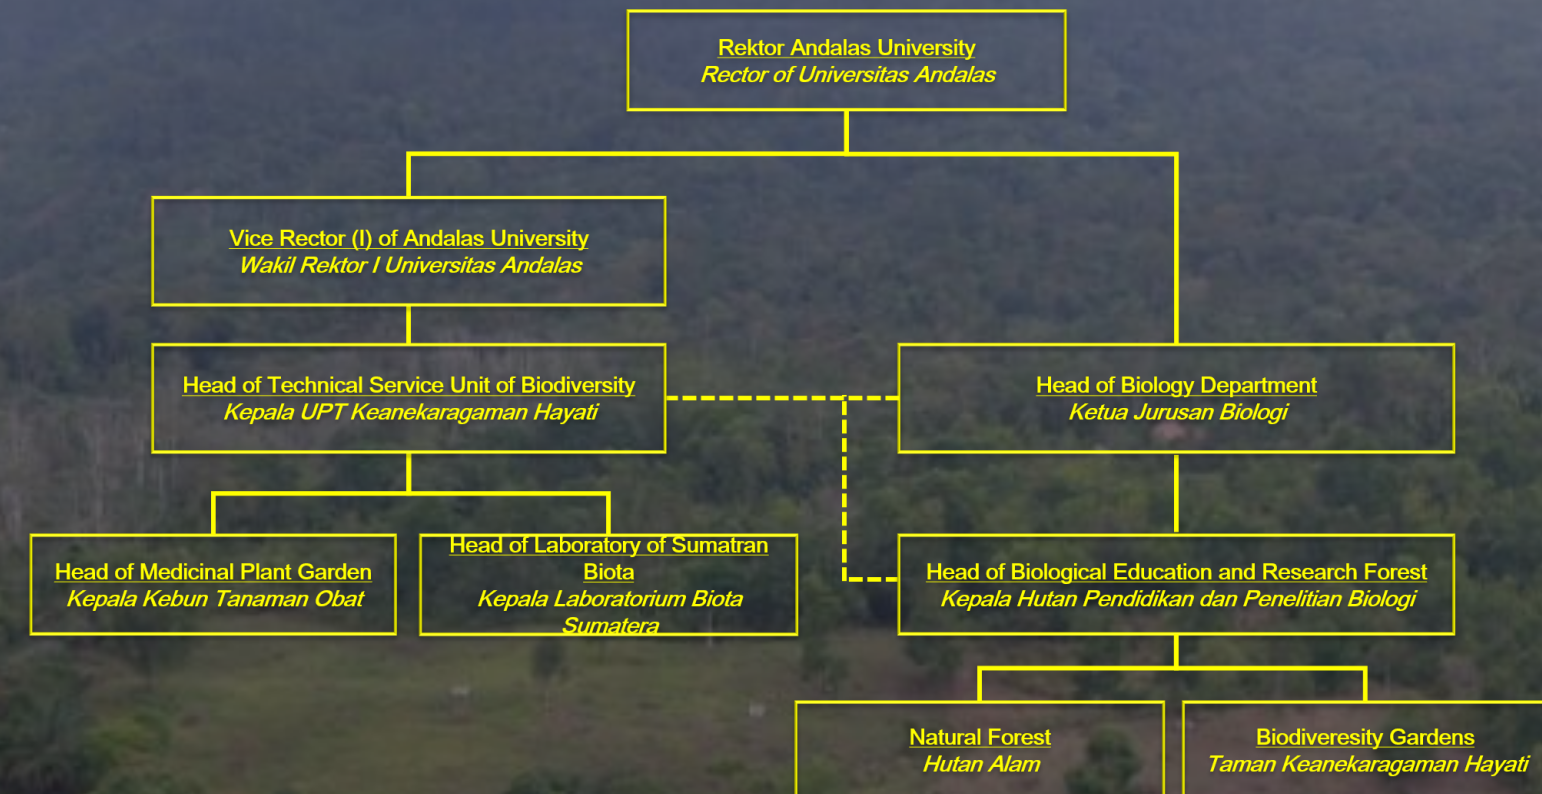 Rektor Andalas University
Rector of Universitas Andalas
Vice Rector (I) of Andalas University
Wakil Rektor I Universitas Andalas
Head of Technical Service Unit of Biodiversity
Kepala UPT Keanekaragaman Hayati
Head of Biology Department
Ketua Jurusan Biologi
Head of Medicinal Plant Garden
Kepala Kebun Tanaman Obat
Head of Laboratory of Sumatran
Biota
Kepala Laboratorium Biota
Sumatera
Head of Biological Education and Research Forest
Kepala Hutan Pendidikan dan Penelitian Biologi
Natural Forest
Hutan Alam
Biodiveresity Gardens
Taman Keanekaragaman Hayati